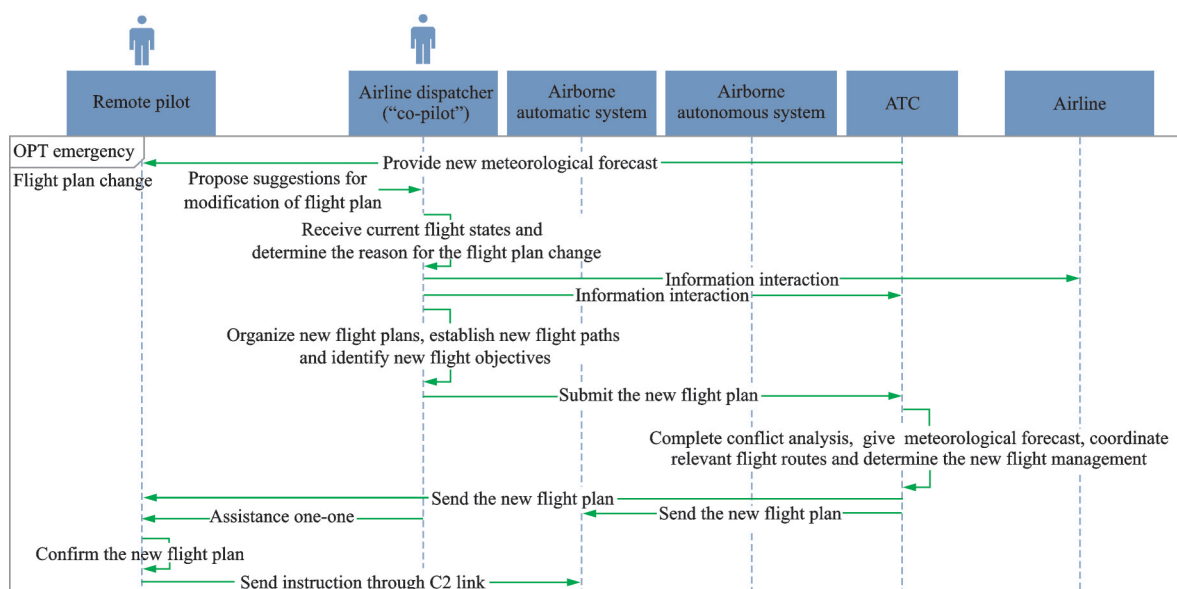 Remote pilot
Airline dispatcher
(“co-pilot”)
Airborne
automatic system
Airborne
autonomous system
ATC
Airline
OPT emergency
Flight plan change
Provide new meteorological forecast
Propose suggestions for
modification of flight plan
Receive current flight states and
determine the reason for the flight plan change
Information interaction
Information interaction
Organize new flight plans, establish new flight paths
and identify new flight objectives
Submit the new flight plan
Complete conflict analysis, give meteorological forecast, coordinate
relevant flight routes and determine the new flight management
Send the new flight plan
Assistance one-one
Send the new flight plan
Confirm the new flight plan
Send instruction through C2 link